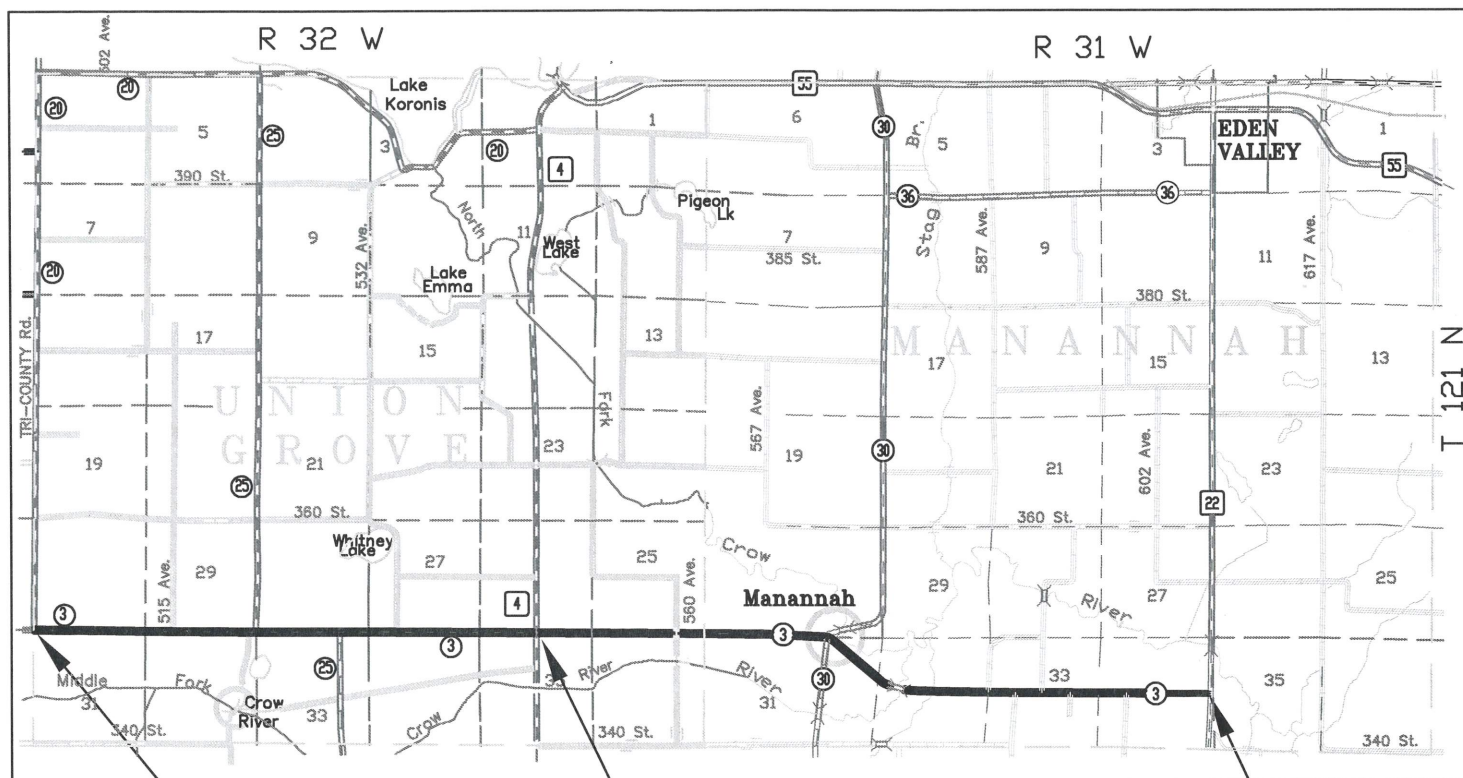 R 32 W
R 31 W
502 Ave.
20
20
Lake
Koronis
55
5
25
3
20
1
6
30
Br.
5
3
EDEN
VALLEY
1
55
4
390 St.
36
36
Pigeon
Lk
North
7
9
532 Ave.
11
West
Lake
7
385 St.
Stag
587 Ave.
9
11
617 Ave.
20
Lake
Emma
380 St.
TRI-COUNTY Rd.
17
15
13
17
MANANNAH
15
13
T 121 N
UNION
GROVE
Fork
567 Ave.
19
21
23
19
30
21
602 Ave.
23
25
22
360 St.
360 St.
Whitney
Lake
515 Ave.
29
27
25
560 Ave.
Crow
29
27
River
25
4
Manannah
3
3
3
25
Middle
Fork
River
River
30
33
3
35
31
Crow
River
33
Crow
31
340 St.
340 St.
340 St.